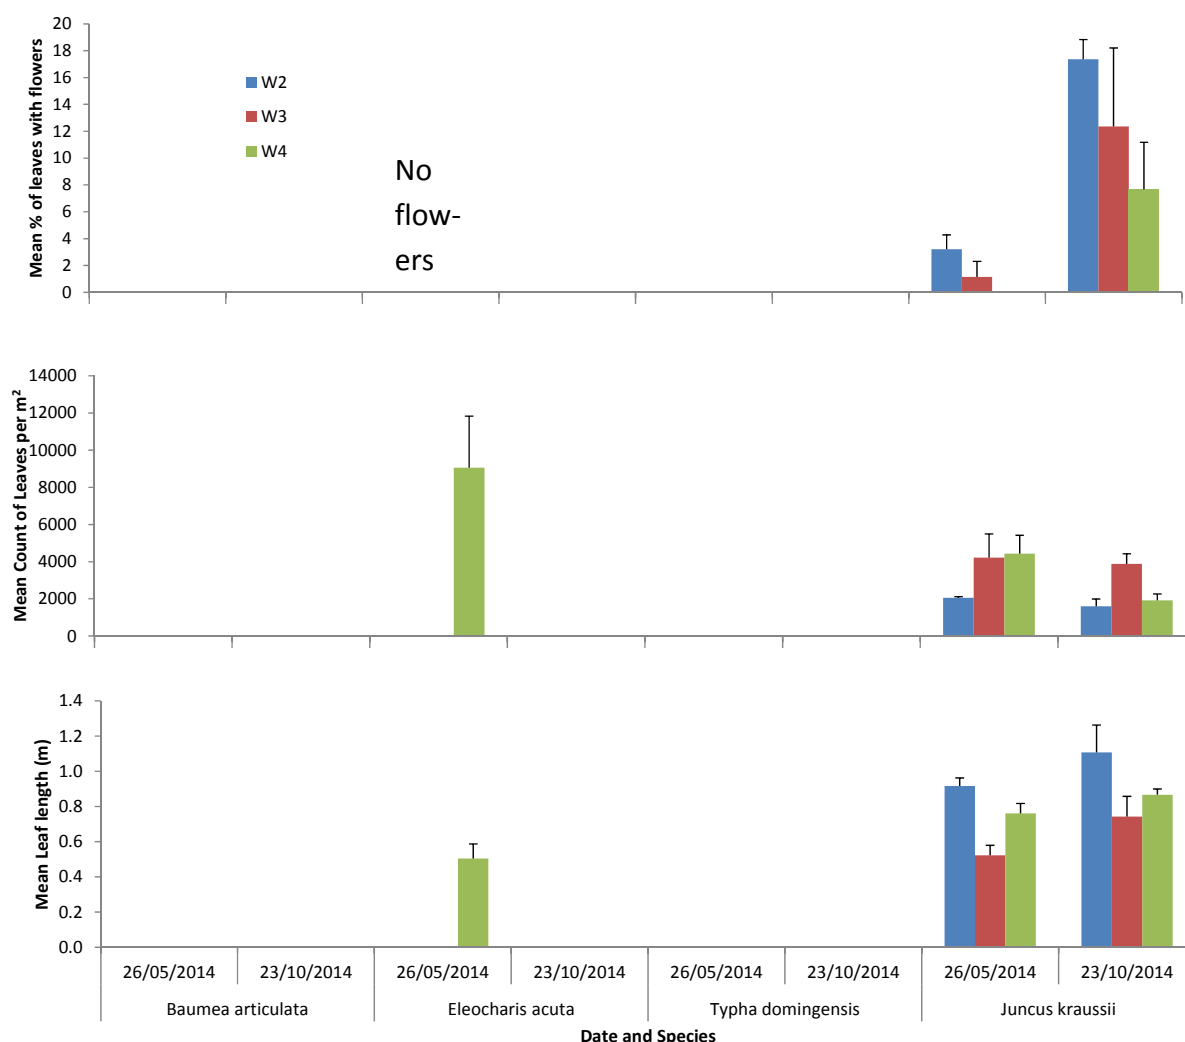 Mean % of leaves with flowers
20
18
16
14
12
10
8
6
4
2
0
W2
W3
W4
No
flow-
ers
Mean Count of Leaves per m²
14000
12000
10000
8000
6000
4000
2000
0
Mean Leaf length (m)
1.4
1.2
1.0
0.8
0.6
0.4
0.2
0.0
26/05/2014 23/10/2014 26/05/2014 23/10/2014 26/05/2014 23/10/2014 26/05/2014 23/10/2014
Baumea articulata Eleocharis acuta Typha domingensis Juncus kraussii
Date and Species